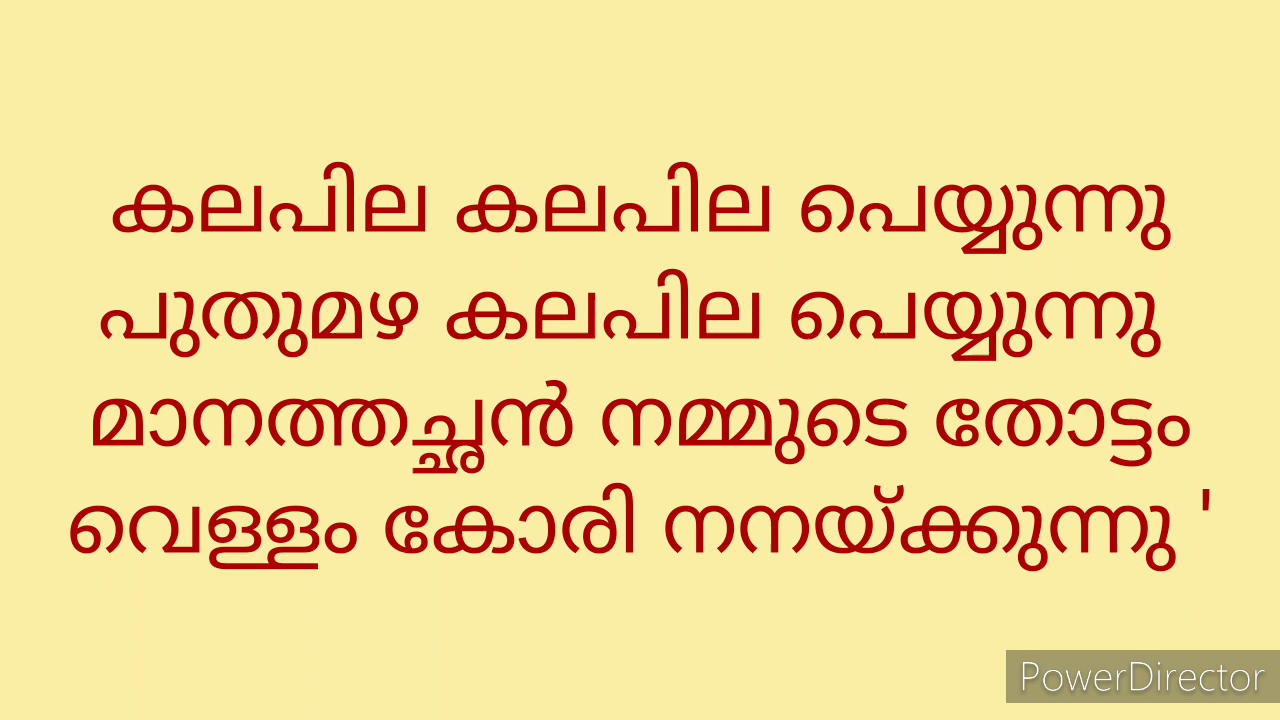 കലപില കലപില പെയ്യുന്നു
പുതുമഴ കലപില പെയ്യുന്നു
മാനത്തച്ഛൻ നമ്മുടെ തോട്ടം
വെള്ളം കോരി നനയ്ക്കുന്നു '
PowerDirector